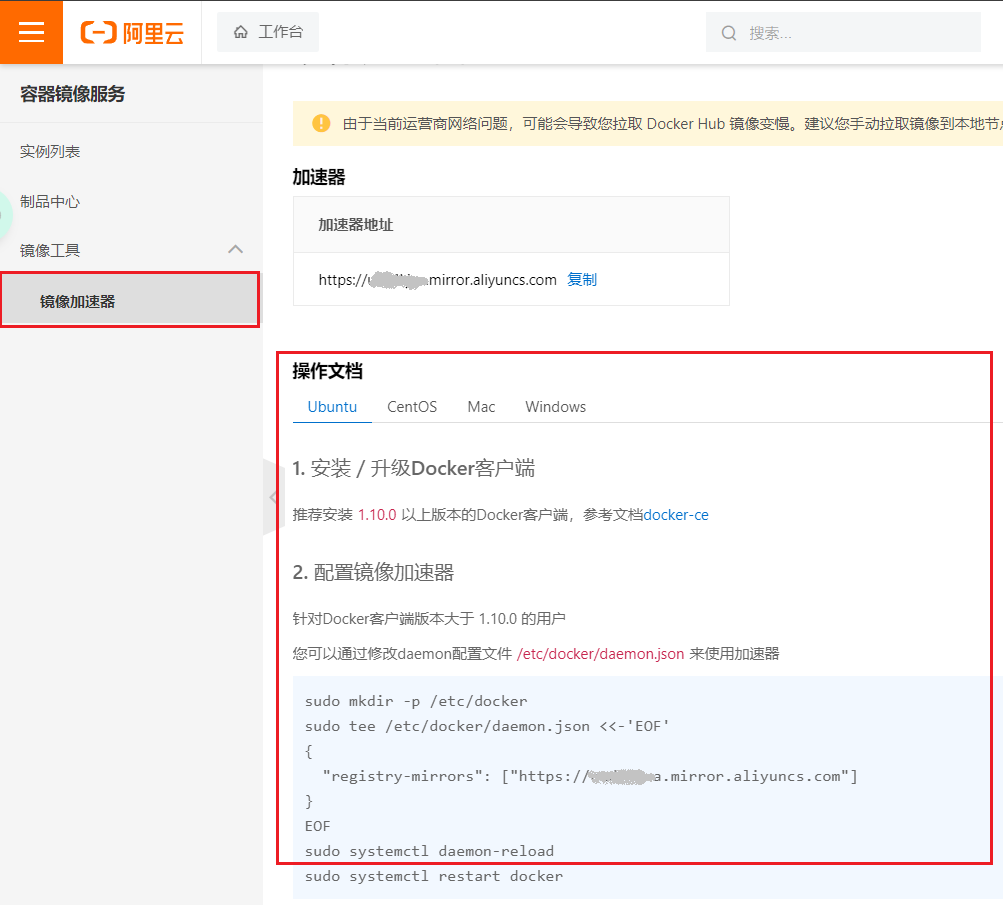 阿里云
工作台
搜索...
容器镜像服务
实例列表
制品中心
镜像工具
镜像加速器
由于当前运营商网络问题，可能会导致您拉取 Docker Hub 镜像变慢。建议您手动拉取镜像到本地节
加速器
加速器地址
https:// mirror.aliyuncs.com 复制
操作文档
Ubuntu CentOS Mac Windows
1. 安装 / 升级Docker客户端
推荐安装 1.10.0 以上版本的Docker客户端，参考文档docker-ce
2. 配置镜像加速器
针对Docker客户端版本大于 1.10.0 的用户
您可以通过修改daemon配置文件 /etc/docker/daemon.json 来使用加速器
sudo mkdir -p /etc/docker
sudo tee /etc/docker/daemon.json <<-'EOF'
{
  "registry-mirrors": ["https:// a.mirror.aliyuncs.com"]
}
EOF
sudo systemctl daemon-reload
sudo systemctl restart docker